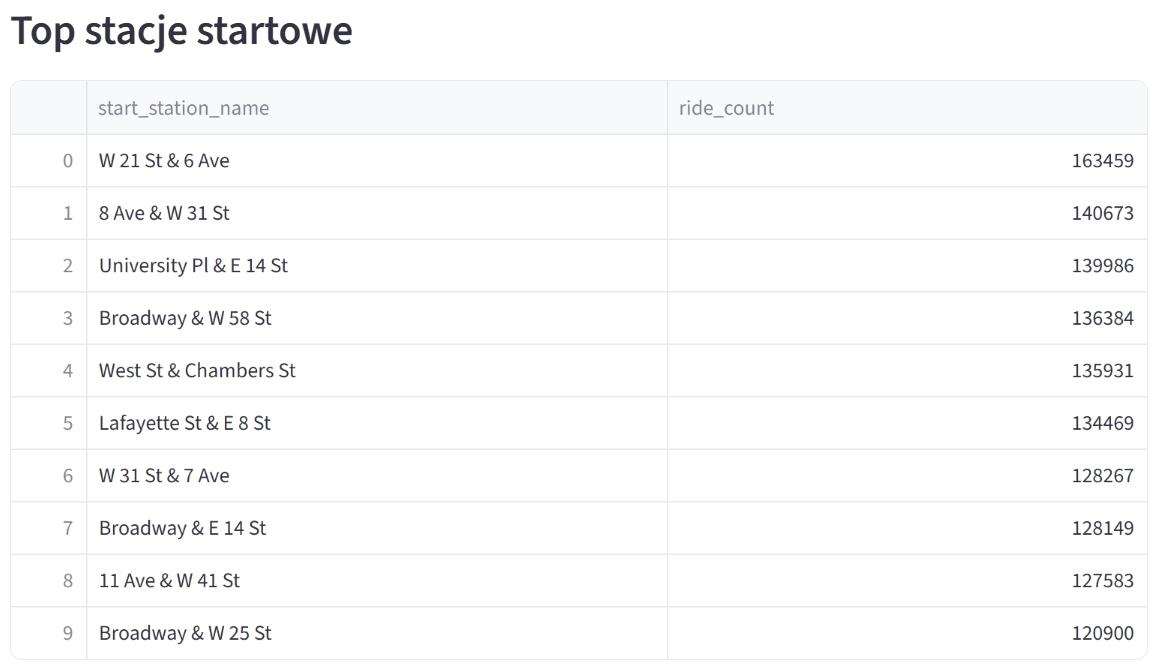 Top stacje startowe
start_station_name ride_count
0 W 21 St & 6 Ave 163459
1 8 Ave & W 31 St 140673
2 University Pl & E 14 St 139986
3 Broadway & W 58 St 136384
4 West St & Chambers St 135931
5 Lafayette St & E 8 St 134469
6 W 31 St & 7 Ave 128267
7 Broadway & E 14 St 128149
8 11 Ave & W 41 St 127583
9 Broadway & W 25 St 120900